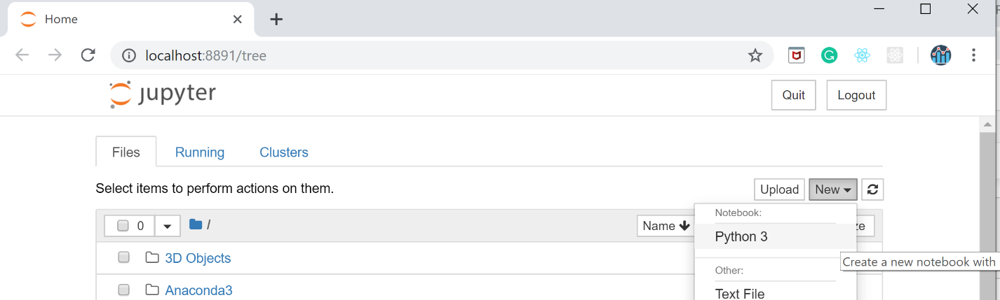 Home
localhost:8891/tree
jupyter
Quit
Logout
Files
Running
Clusters
Select items to perform actions on them.
Upload
New
0
/
Name
ze
Notebook:
Python 3
Create a new notebook with
3D Objects
Other:
Anaconda3
Text File